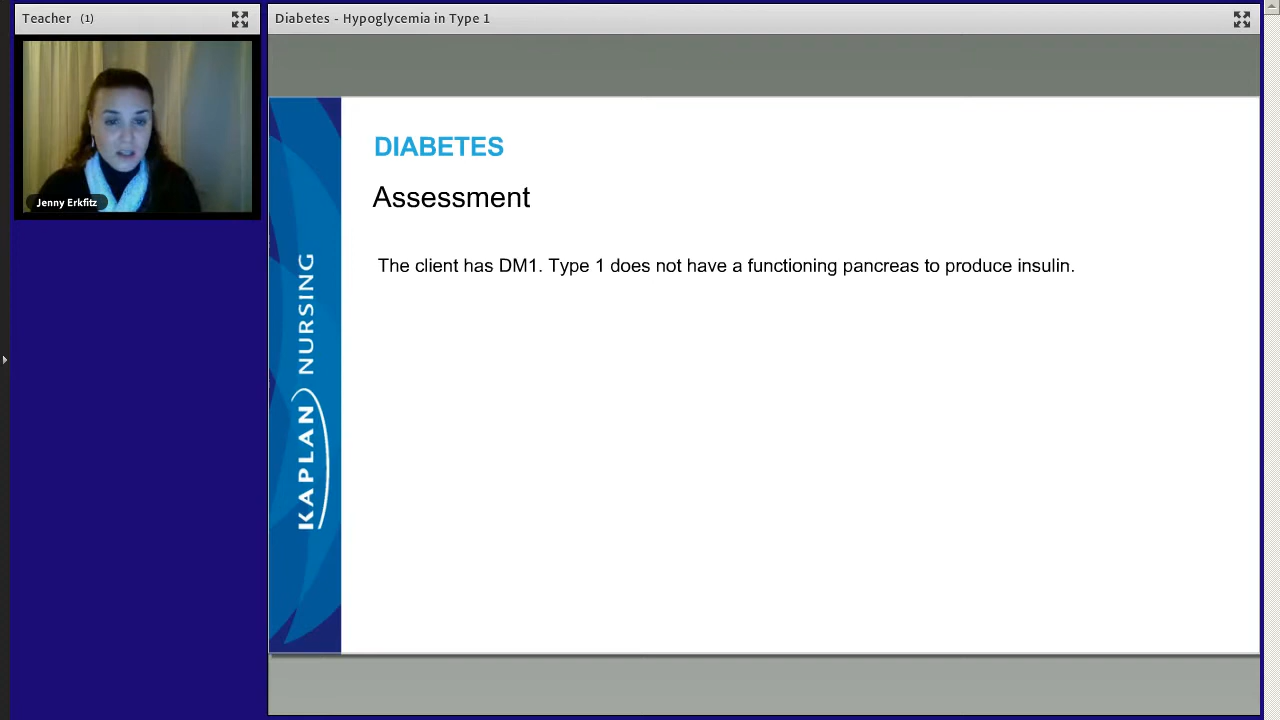 Teacher (1)
Diabetes - Hypoglycemia in Type 1
Jenny Erkfitz
KAPLAN NURSING
DIABETES
Assessment
The client has DM1. Type 1 does not have a functioning pancreas to produce insulin.